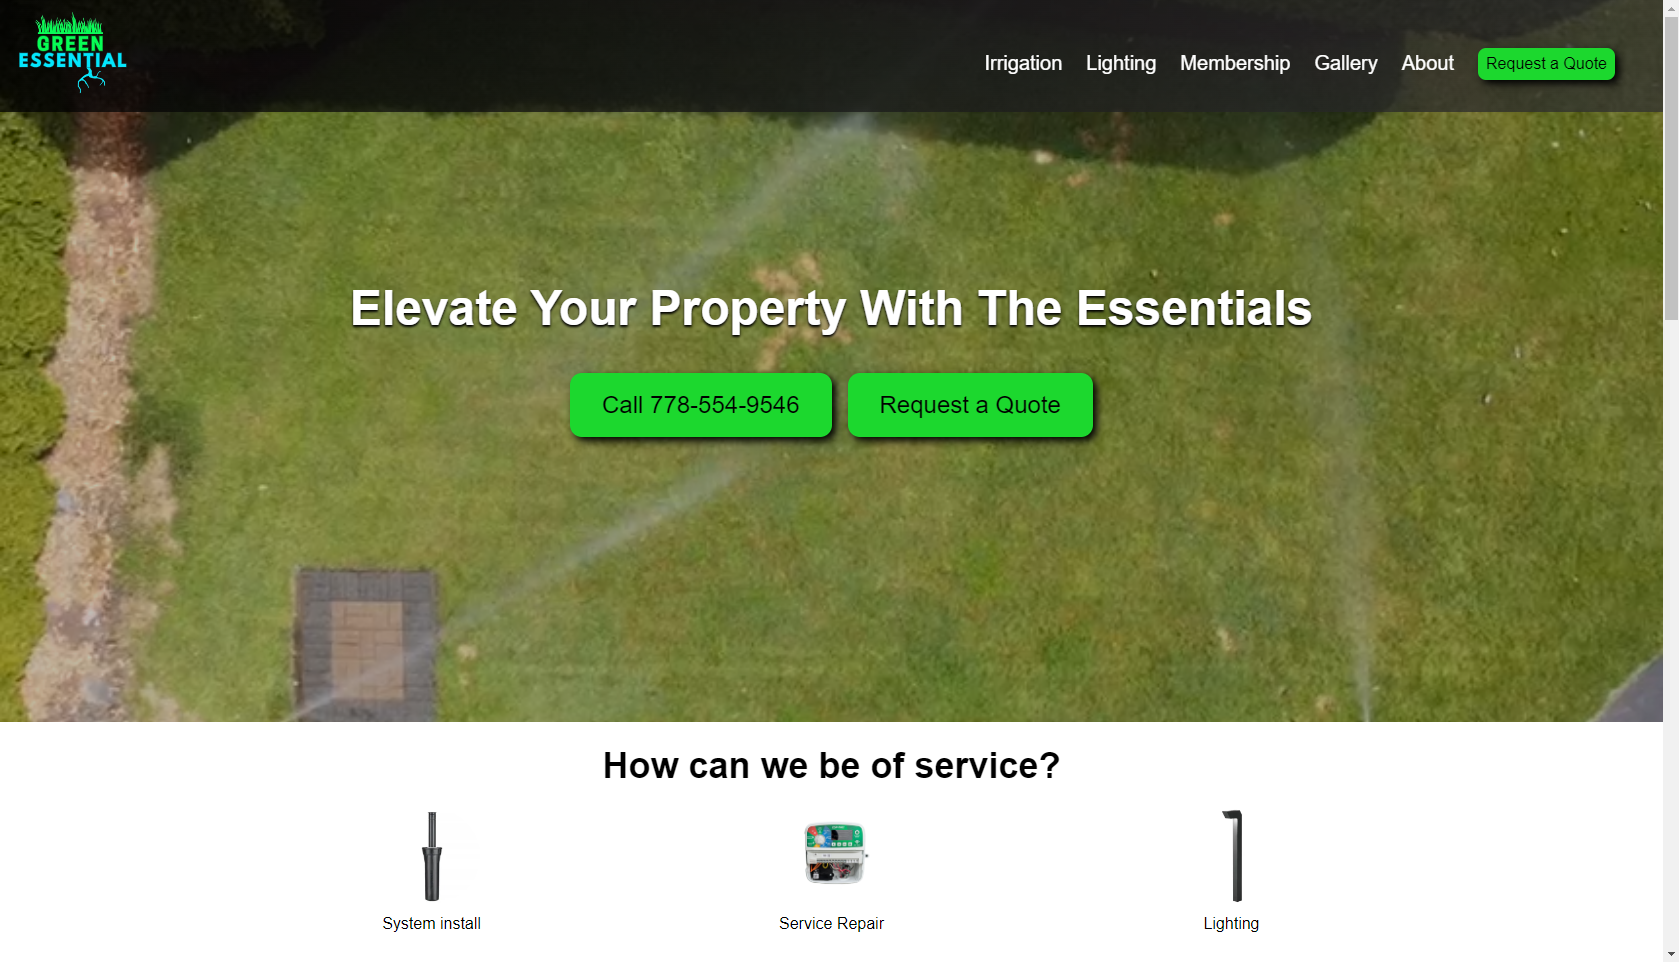 GREEN
ESSENTIAL
Irrigation Lighting Membership Gallery About Request a Quote
Elevate Your Property With The Essentials
Call 778-554-9546 Request a Quote
How can we be of service?
System install Service Repair Lighting